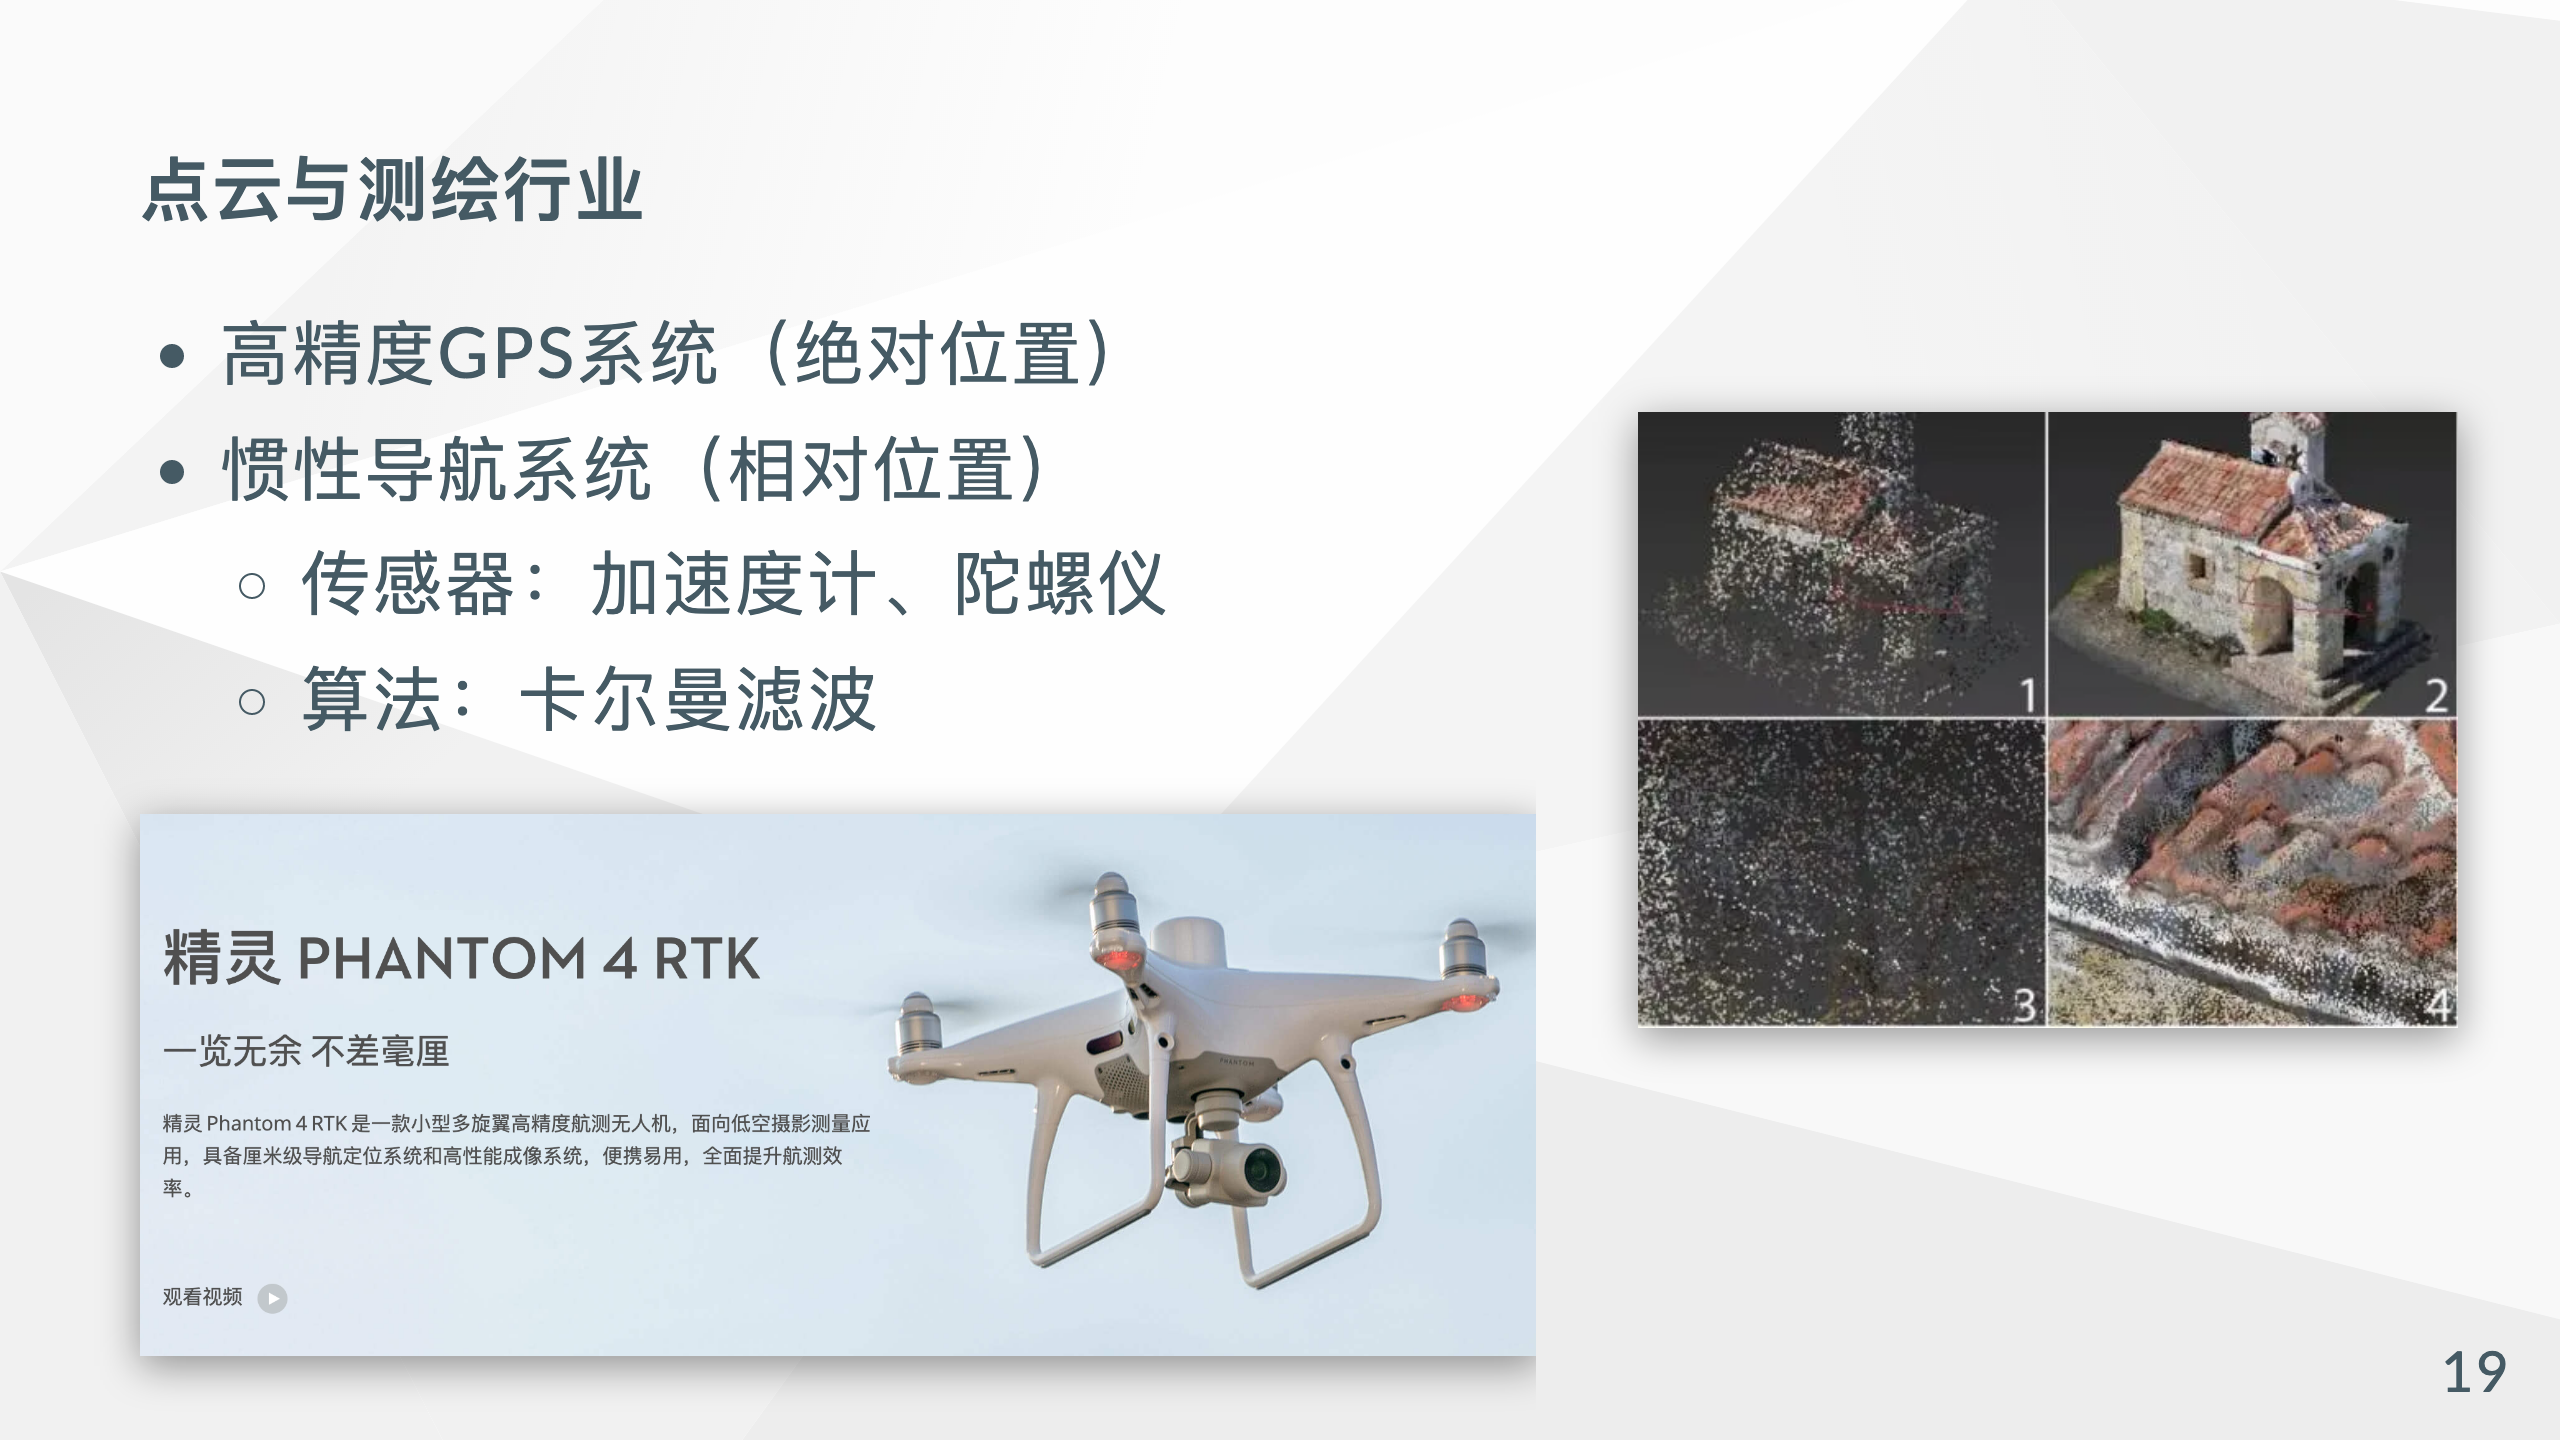 点云与测绘行业
• 高精度GPS系统（绝对位置）
• 惯性导航系统（相对位置）
○ 传感器：加速度计、陀螺仪
○ 算法：卡尔曼滤波
1
2
3
4
精灵 PHANTOM 4 RTK
一览无余 不差毫厘
精灵 Phantom 4 RTK 是一款小型多旋翼高精度航测无人机，面向低空摄影测量应
用，具备厘米级导航定位系统和高性能成像系统，便携易用，全面提升航测效
率。
观看视频
PHANTOM
19